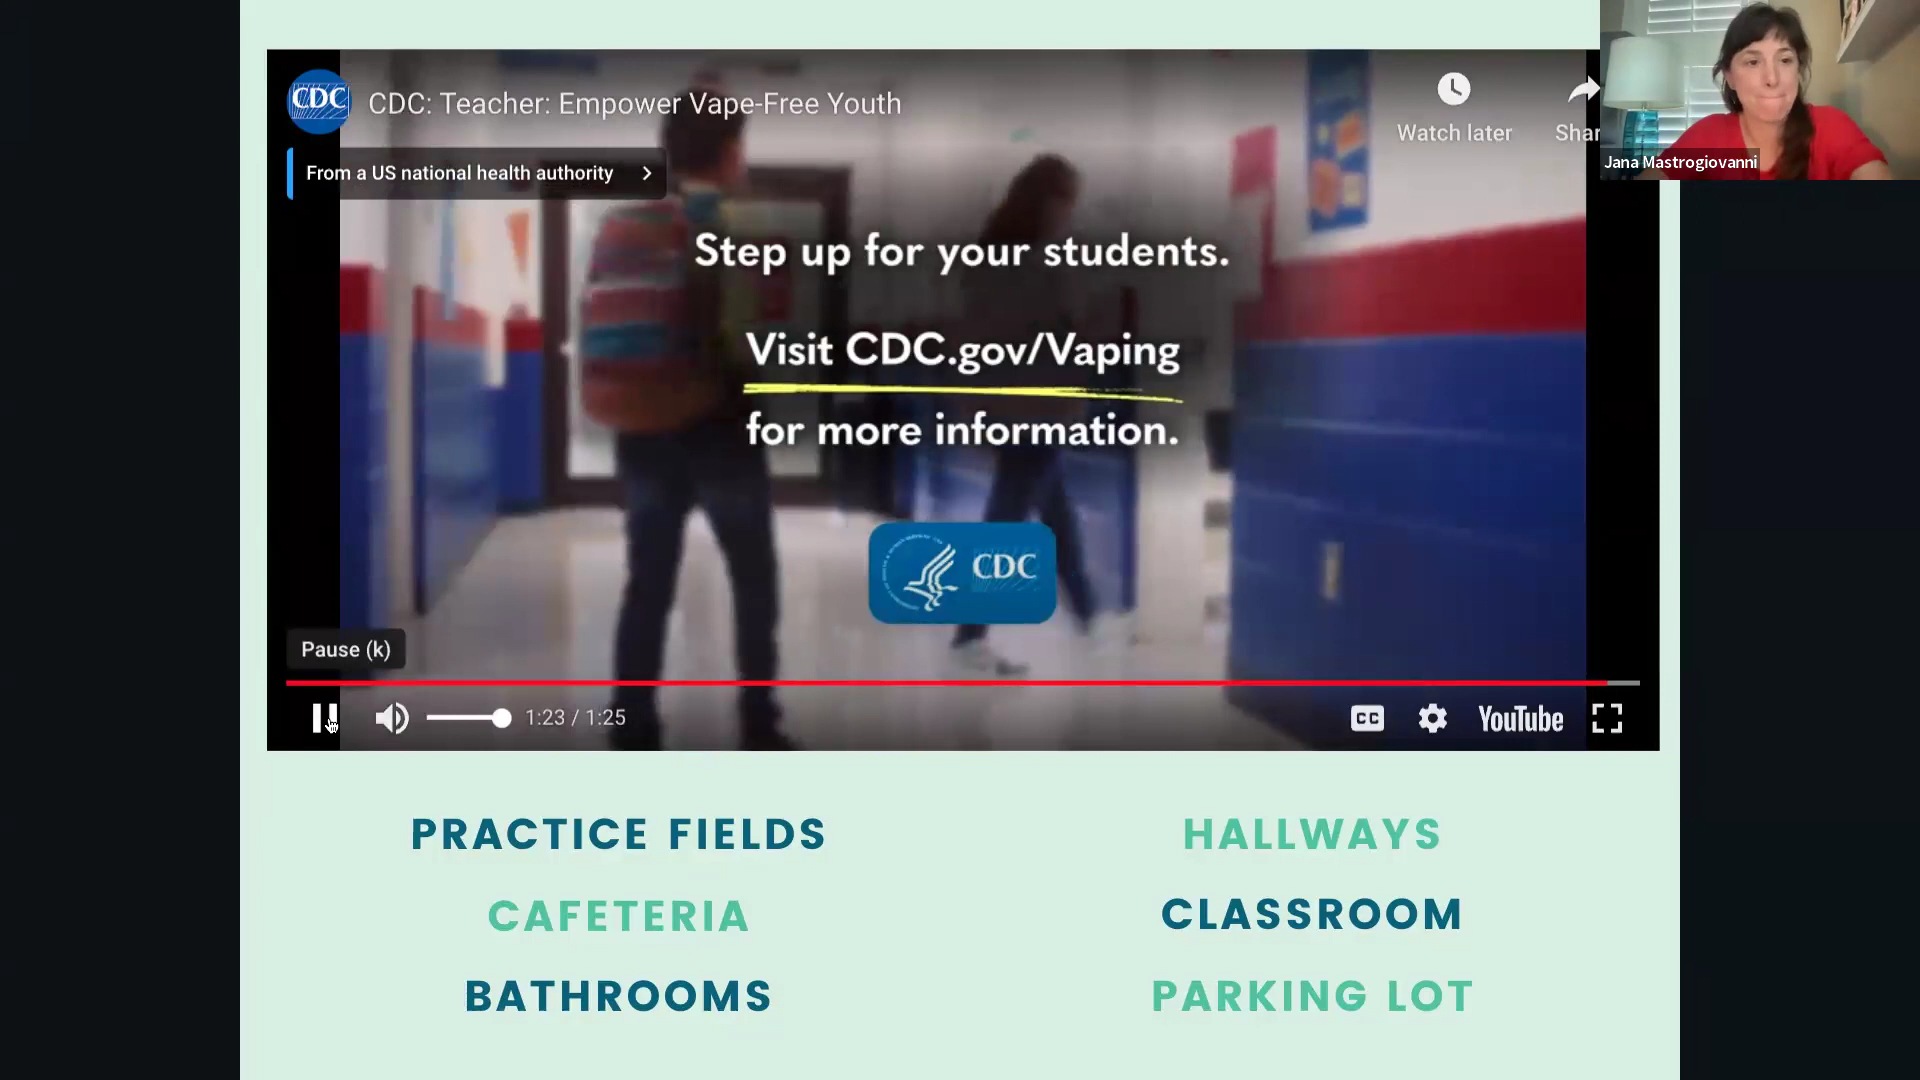 CDC
CDC: Teacher: Empower Vape-Free Youth
Watch later
Shar
Jana Mastrogiovanni
From a US national health authority
Step up for your students.
Visit CDC.gov/Vaping
for more information.
CDC
Pause (k)
1:23 / 1:25
CC
YouTube
PRACTICE FIELDS
HALLWAYS
CAFETERIA
CLASSROOM
BATHROOMS
PARKING LOT